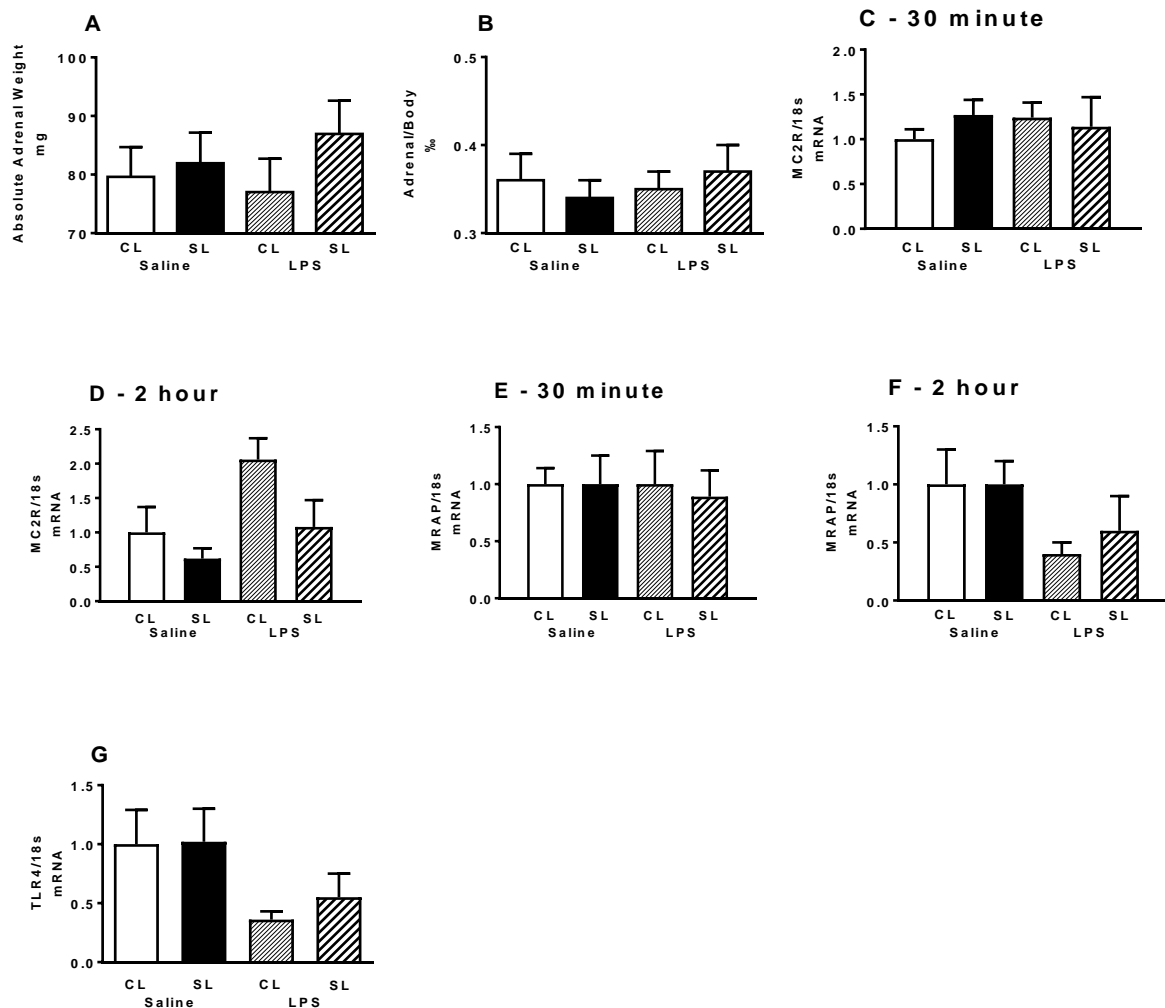 A
Absolute Adrenal Weight
mg
100
90
80
70
CL SL CL SL
Saline LPS
B
Adrenal/Body
‰
0.5
0.4
0.3
CL SL CL SL
Saline LPS
C - 30 minute
MC2R/18s
mRNA
2.0
1.5
1.0
0.5
0.0
CL SL CL SL
Saline LPS
D - 2 hour
MC2R/18s
mRNA
2.5
2.0
1.5
1.0
0.5
0.0
CL SL CL SL
Saline LPS
E - 30 minute
MRAP/18s
mRNA
1.5
1.0
0.5
0.0
CL SL CL SL
Saline LPS
F - 2 hour
MRAP/18s
mRNA
1.5
1.0
0.5
0.0
CL SL CL SL
Saline LPS
G
TLR4/18s
mRNA
1.5
1.0
0.5
0.0
CL SL CL SL
Saline LPS